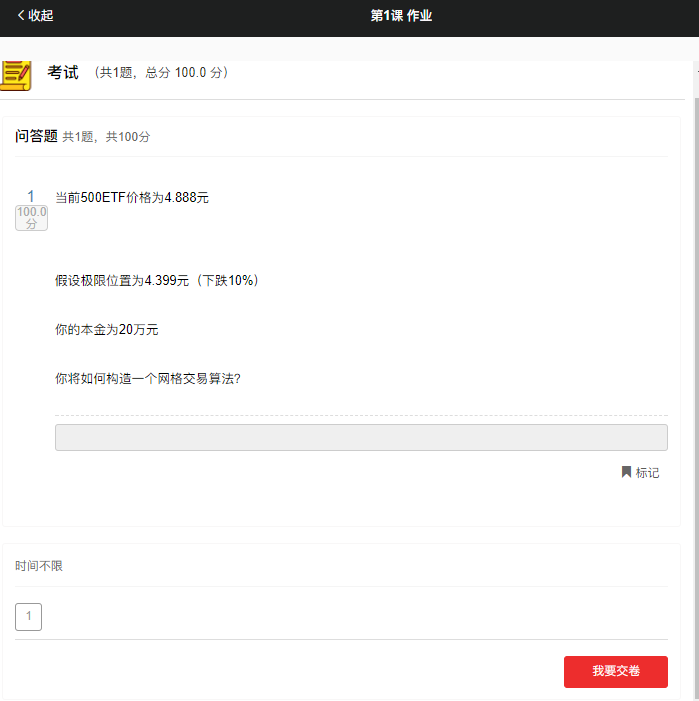 收起
第1课 作业
考试 （共1题，总分 100.0 分）
问答题 共1题，共100分
1
100.0
分
当前500ETF价格为4.888元
假设极限位置为4.399元（下跌10%）
你的本金为20万元
你将如何构造一个网格交易算法?
标记
时间不限
1
我要交卷